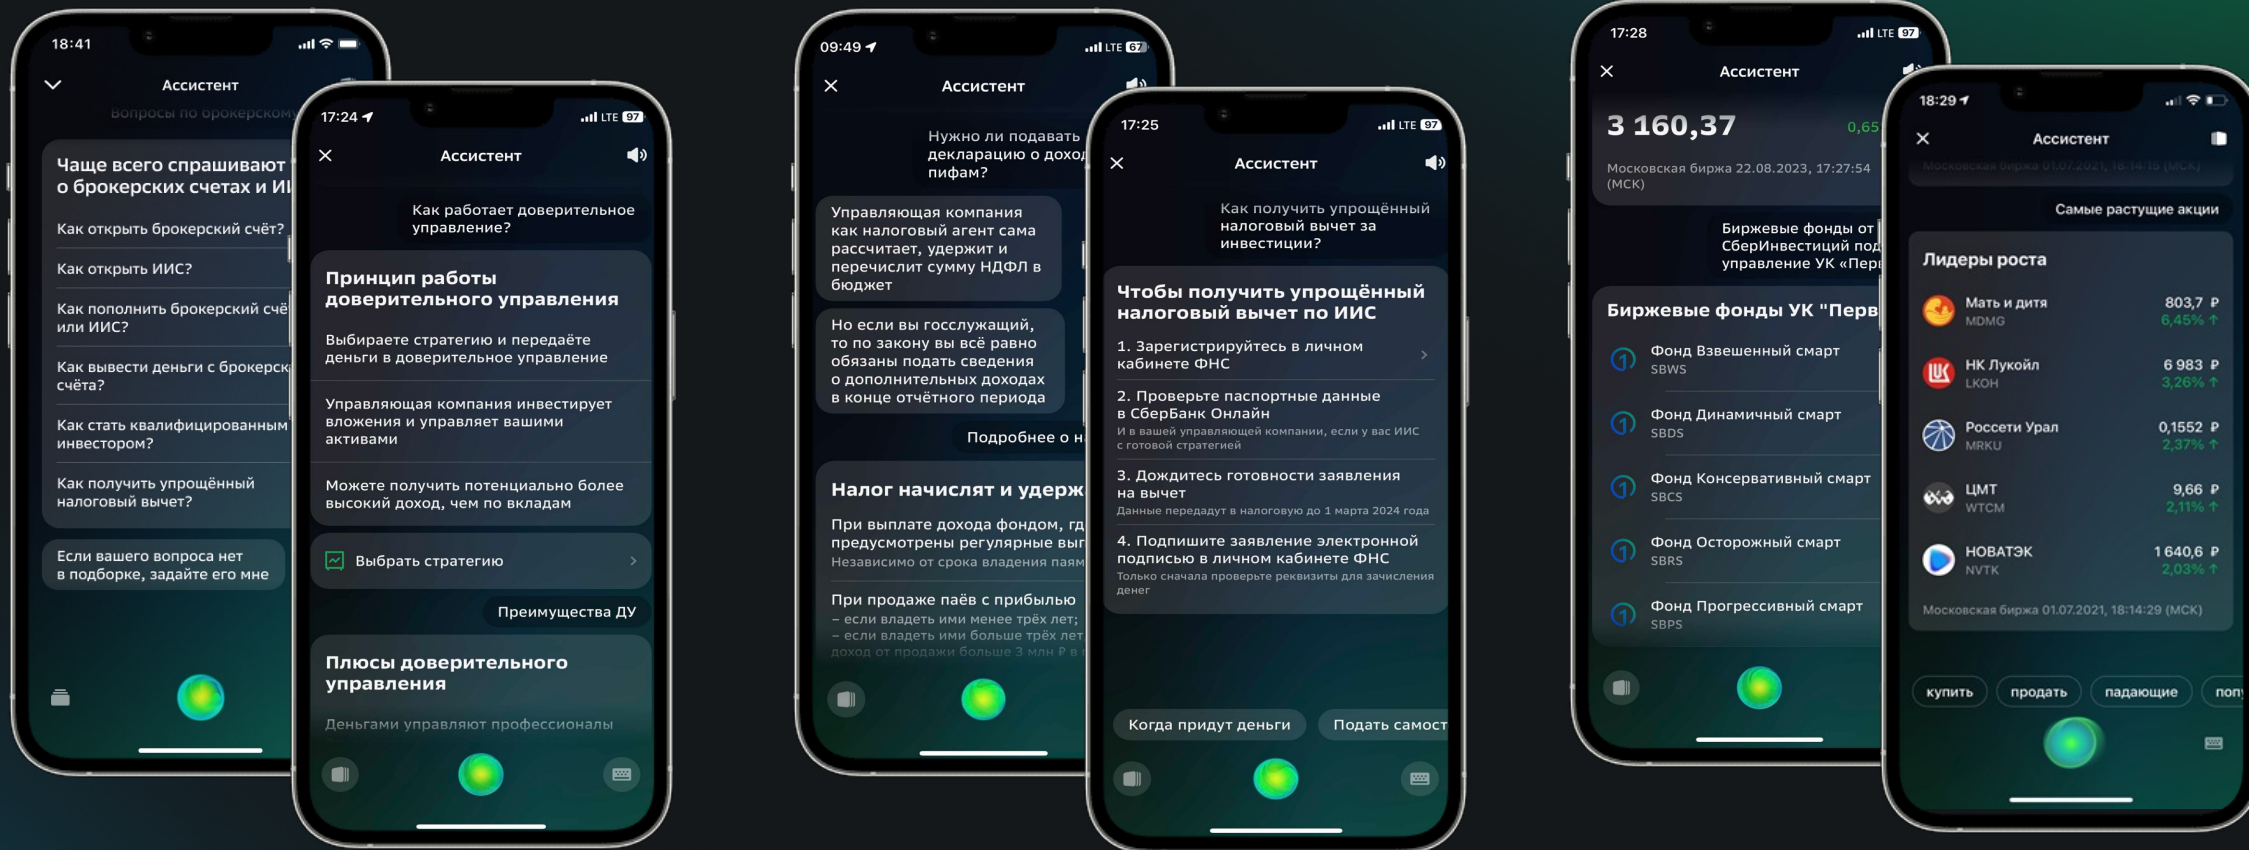 18:41
Ассистент
Вопросы по брокерскому
Чаще всего спрашивают
о брокерских счетах и
Как открыть брокерский счёт?
Как открыть ИИС?
Как пополнить брокерский
или ИИС?
Как вывести деньги с
счёта?
Как стать квалифицированным
инвестором?
Как получить упрощённый
налоговый вычет?
Если вашего вопроса нет
в подборке, задайте его мне
17:24
LTE 97
Ассистент
Как работает доверительное
управление?
Принцип работы
доверительного управления
Выбираете стратегию и передаёте
деньги в доверительное управление
Управляющая компания инвестирует
вложения и управляет вашими
активами
Можете получить потенциально более
высокий доход, чем по вкладам
Выбрать стратегию
Преимущества ДУ
Плюсы доверительного
управления
Деньгами управляют профессионалы
09:49
LTE 67
Ассистент
Нужно ли подавать
декларацию о
пифам?
Управляющая компания
как налоговый агент сама
рассчитает, удержит и
перечислит сумму НДФЛ в
бюджет
Но если вы госслужащий,
то по закону вы всё равно
обязаны подать сведения
о дополнительных доходах
в конце отчётного периода
Подробнее о
Налог начислят и
При выплате дохода фондом,
предусмотрены регулярные
Независимо от срока владения
При продаже паёв с прибылью
– если владеть ими менее трёх лет;
– если владеть ими больше трёх лет,
доход от продажи больше 3 млн ₽ в
17:25
LTE 97
Ассистент
Как получить упрощённый
налоговый вычет за
инвестиции?
Чтобы получить упрощённый
налоговый вычет по ИИС
1. Зарегистрируйтесь в личном
кабинете ФНС
2. Проверьте паспортные данные
в СберБанк Онлайн
И в вашей управляющей компании, если у вас ИИС
с готовой стратегией
3. Дождитесь готовности заявления
на вычет
Данные передадут в налоговую до 1 марта 2024 года
4. Подпишите заявление электронной
подписью в личном кабинете ФНС
Только сначала проверьте реквизиты для зачисления
денег
Когда придут деньги
Подать
17:28
LTE 97
Ассистент
3 160,37
0,65
Московская биржа 22.08.2023, 17:27:54
(МСК)
Биржевые фонды от
СберИнвестиций под
управление УК
Биржевые фонды УК
Фонд Взвешенный смарт
SBWS
Фонд Динамичный смарт
SBDS
Фонд Консервативный смарт
SBCS
Фонд Осторожный смарт
SBRS
Фонд Прогрессивный смарт
SBPS
18:29
Ассистент
Московская биржа 01.07.2021, 18:14:15 (МСК)
Самые растущие акции
Лидеры роста
Мать и дитя 803,7 ₽
MDMG 6,45% ↑
НК Лукойл 6 983 ₽
LKOH 3,26% ↑
Россети Урал 0,1552 ₽
MRKU 2,37% ↑
ЦМТ 9,66 ₽
WTCM 2,11% ↑
НОВАТЭК 1 640,6 ₽
NVTK 2,03% ↑
Московская биржа 01.07.2021, 18:14:29 (МСК)
купить
продать
падающие